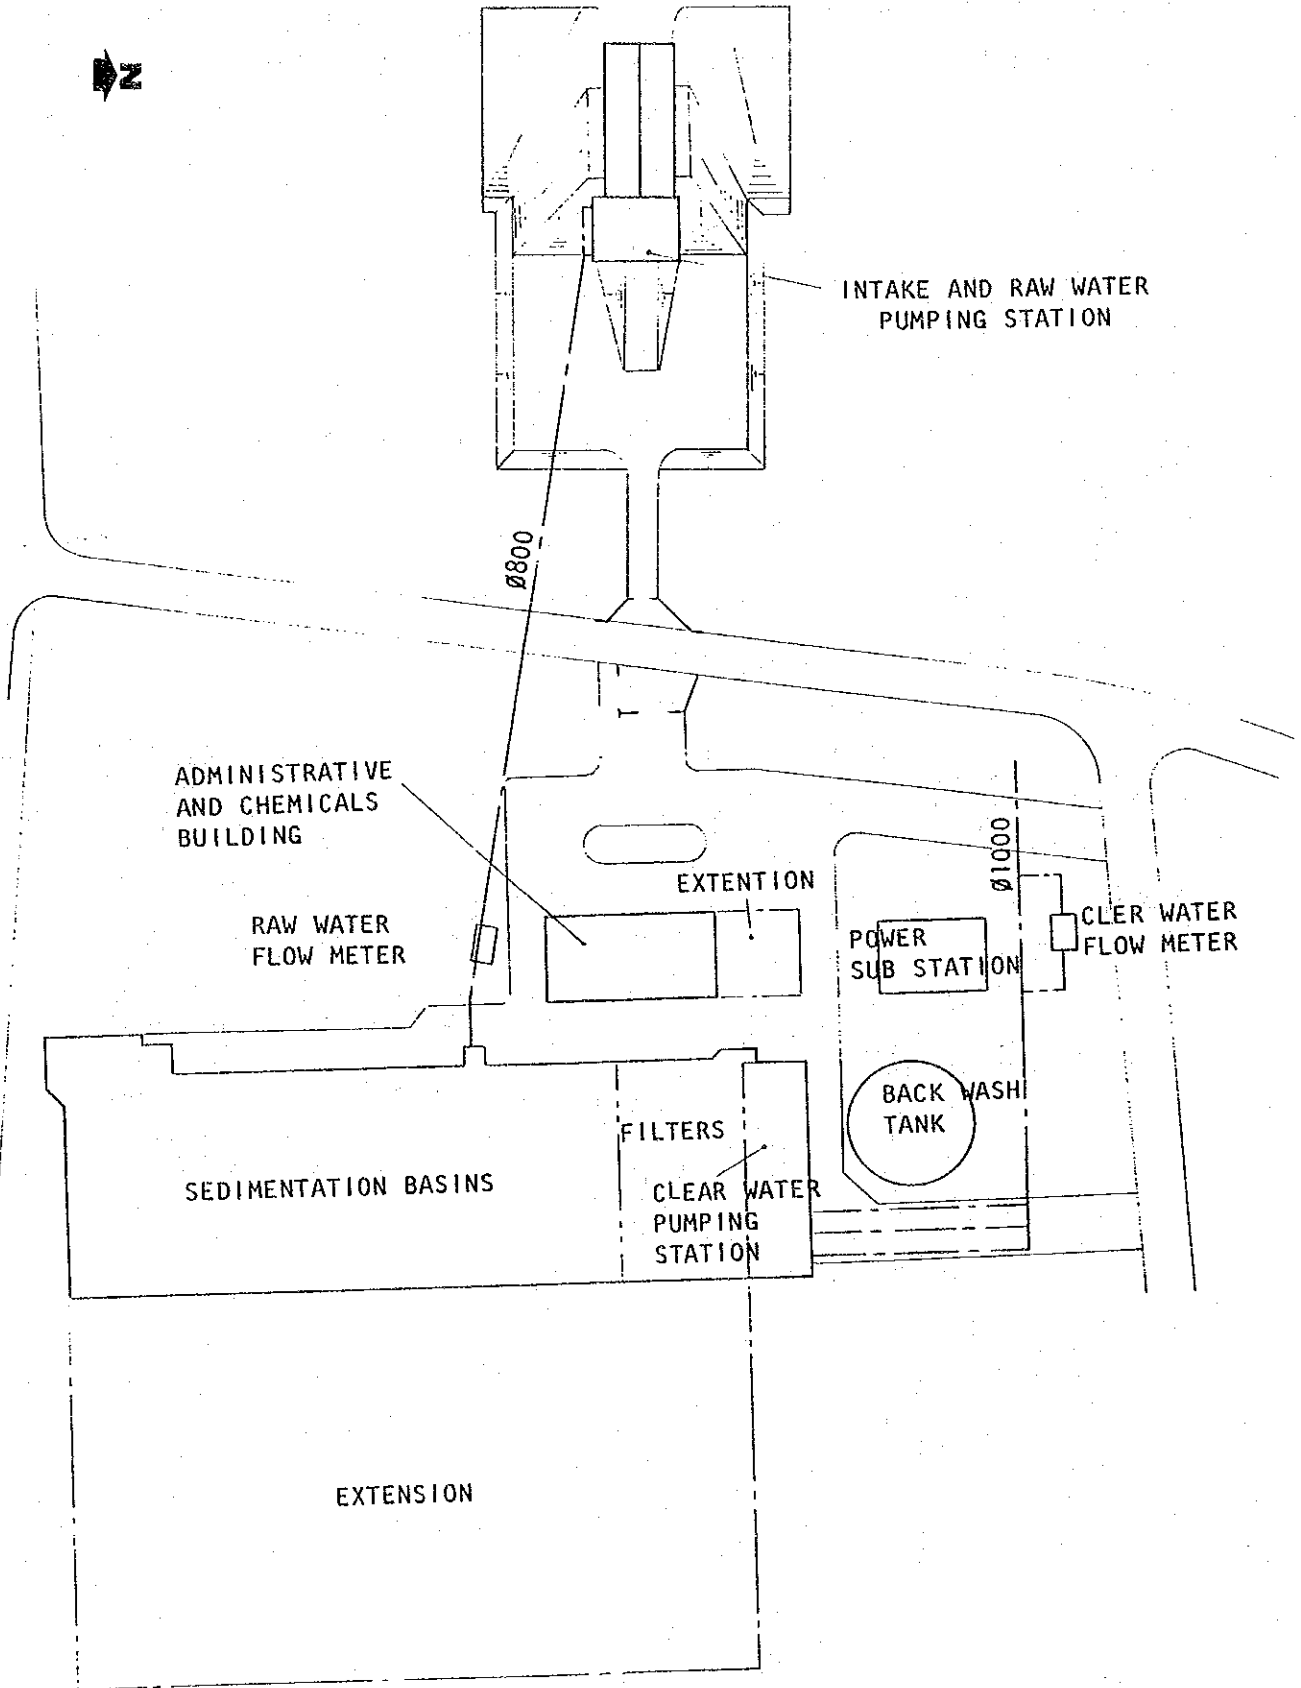 N
INTAKE AND RAW WATER
PUMPING STATION
Ø800
ADMINISTRATIVE
AND CHEMICALS
BUILDING
EXTENTION
Ø1000
RAW WATER
FLOW METER
POWER
SUB STATION
CLER WATER
FLOW METER
BACK WASH
TANK
FILTERS
SEDIMENTATION BASINS
CLEAR WATER
PUMPING
STATION
EXTENSION